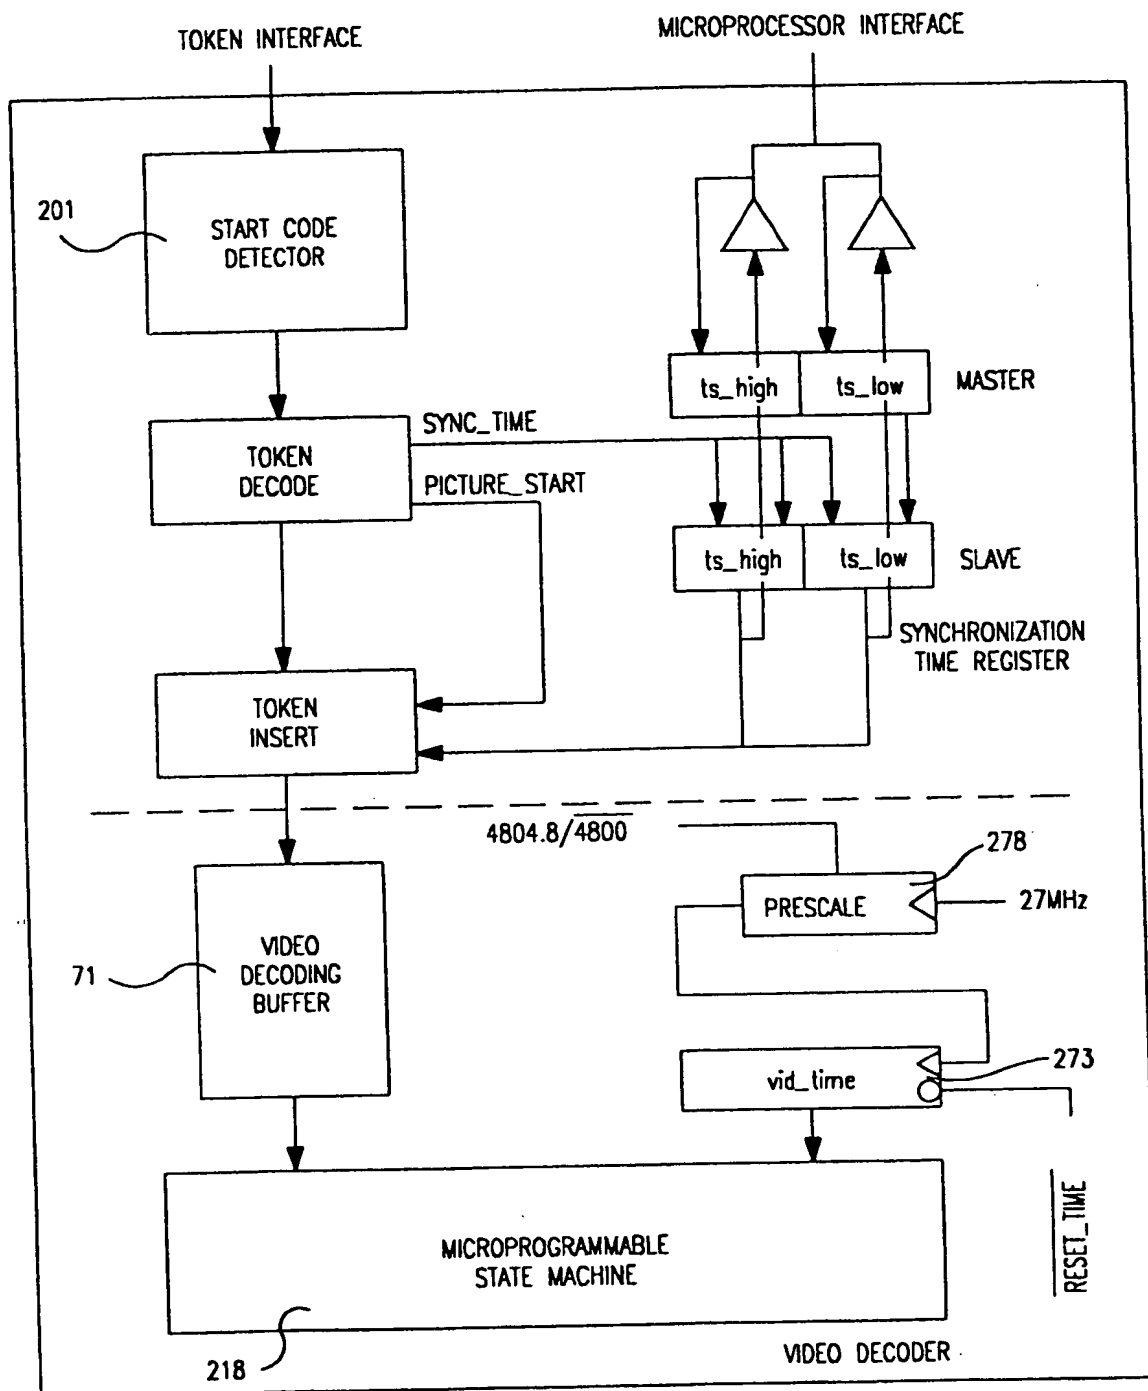 TOKEN INTERFACE
MICROPROCESSOR INTERFACE
201
START CODE
DETECTOR
ts_high
ts_low
MASTER
SYNC_TIME
TOKEN
DECODE
PICTURE_START
ts_high
ts_low
SLAVE
SYNCHRONIZATION
TIME REGISTER
TOKEN
INSERT
4804.8/4800
278
PRESCALE
27MHz
71
VIDEO
DECODING
BUFFER
273
vid_time
RESET_TIME
MICROPROGRAMMABLE
STATE MACHINE
218
VIDEO DECODER